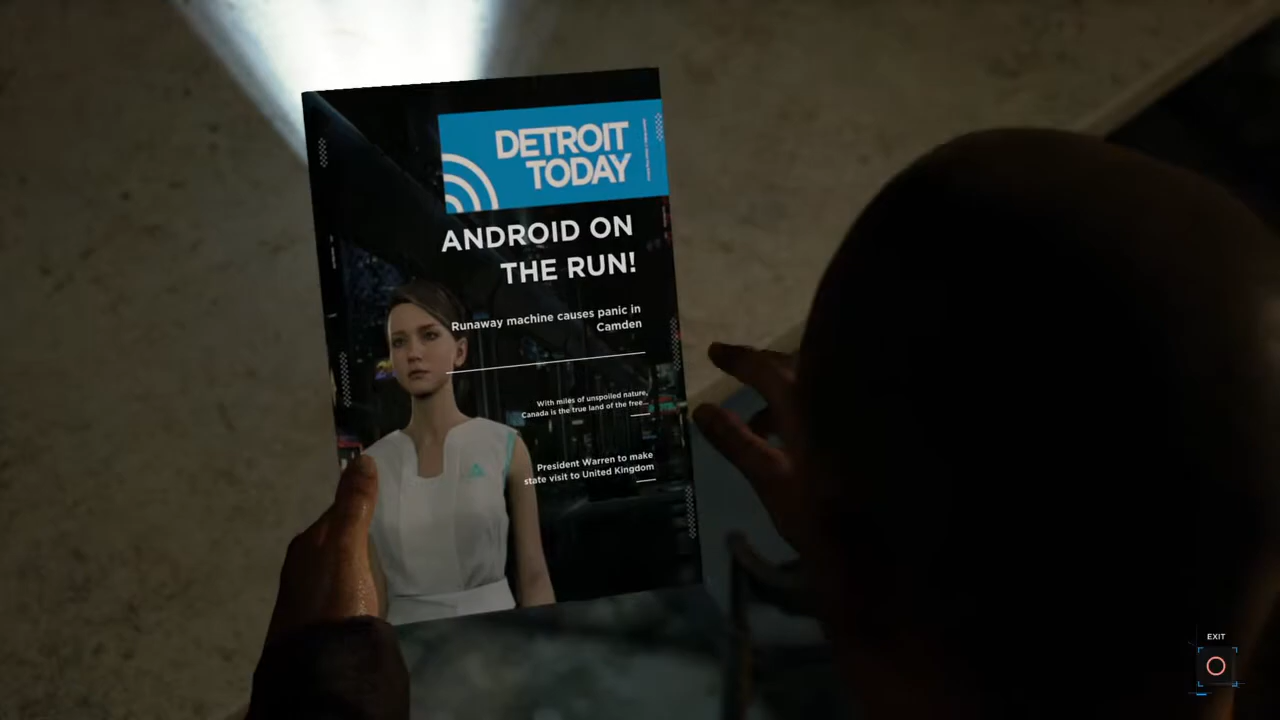 DETROIT
TODAY
ANDROID ON
THE RUN!
Runaway machine causes panic in
Camden
With miles of unspoiled nature,
Canada is the true land of the free...
President Warren to make
state visit to United Kingdom
EXIT